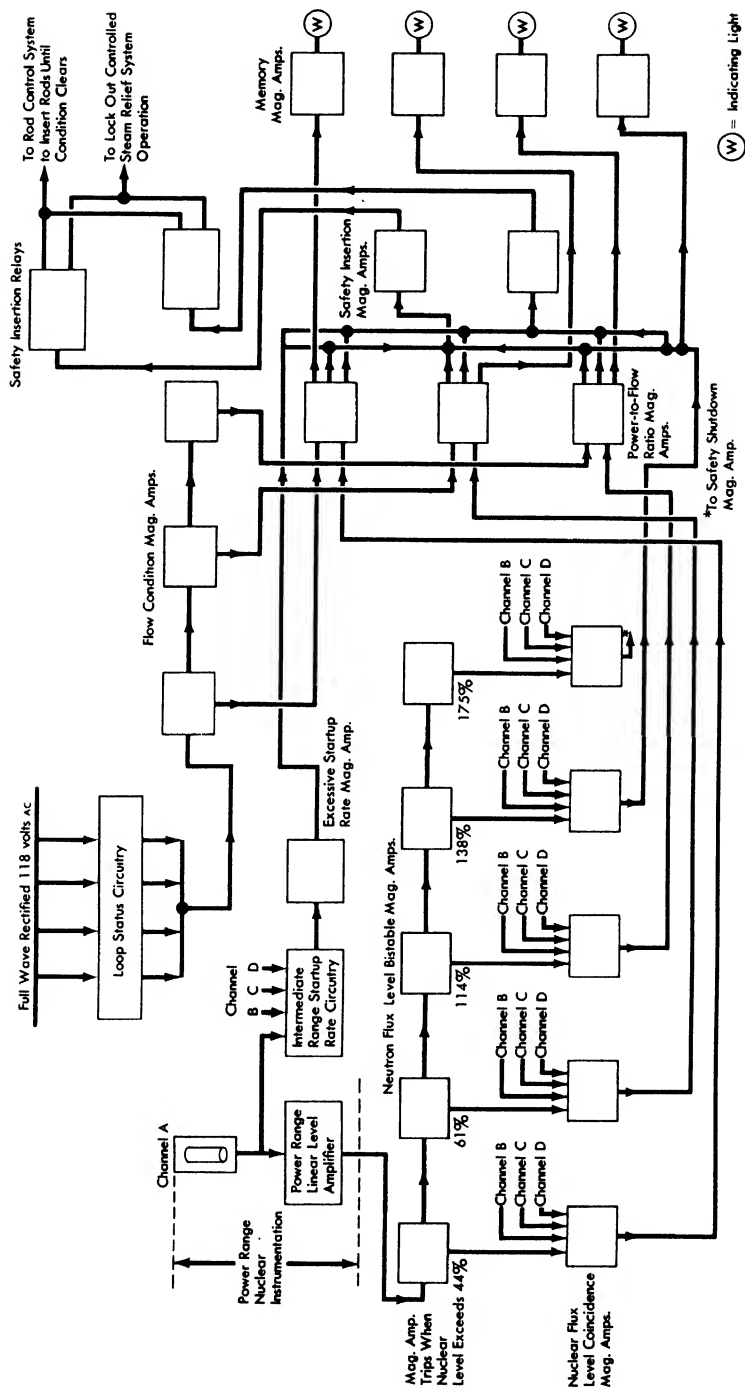 Safety Insertion Relays
To Rod Control System
to Insert Rods Until
Condition Clears
To Lock Out Controlled
Steam Relief System
Operation
Full Wave Rectified 118 volts AC
Loop Status Circuitry
Flow Condition Mag. Amps.
Memory
Mag. Amps.
W
W
W
W
Channel A
Channel
B C D
Intermediate
Range Startup
Rate Circuitry
Excessive Startup
Rate Mag. Amp.
Safety Insertion
Mag. Amps.
Power Range
Nuclear
Instrumentation
Power Range
Linear Level
Amplifier
Power-to-Flow
Ratio Mag.
Amps.
Neutron Flux Level Bistable Mag. Amps.
Mag. Amp.
Trips When
Nuclear
Level Exceeds 44%
61%
114%
138%
175%
*To Safety Shutdown
Mag. Amp.
Channel B
Channel C
Channel D
Channel B
Channel C
Channel D
Channel B
Channel C
Channel D
Channel B
Channel C
Channel D
Channel B
Channel C
Channel D
*
Nuclear Flux
Level Coincidence
Mag. Amps.
W = Indicating Light